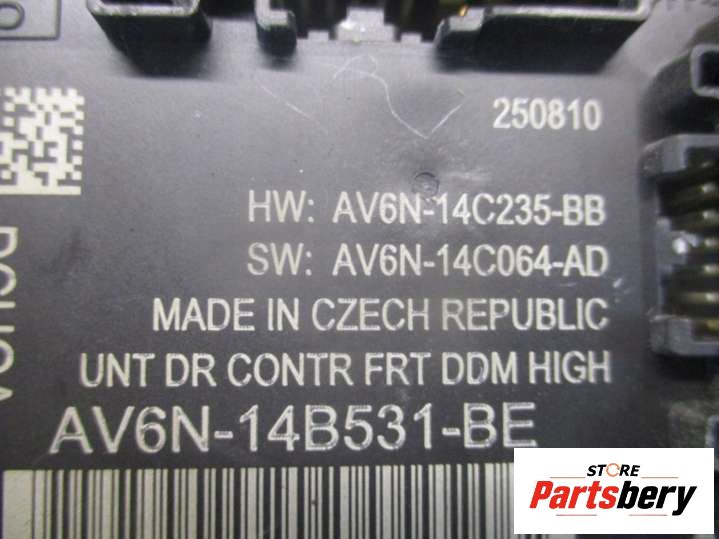 250810
HW: AV6N-14C235-BB
SW: AV6N-14C064-AD
MADE IN CZECH REPUBLIC
UNT DR CONTR FRT DDM HIGH
AV6N-14B531-BE
STORE
Partsbery